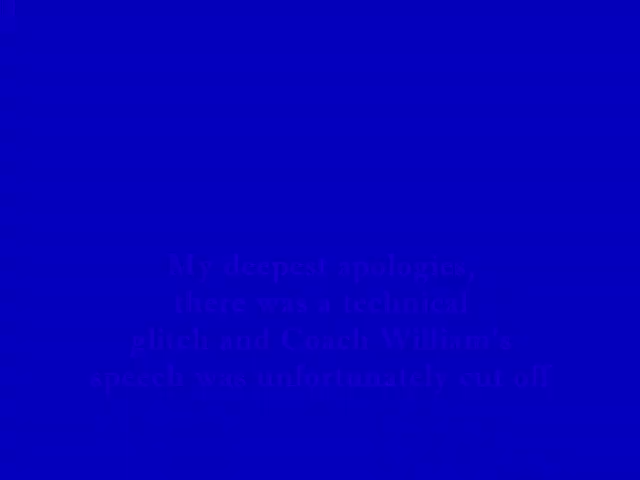 My deepest apologies,
there was a technical
glitch and Coach William's
speech was unfortunately cut off